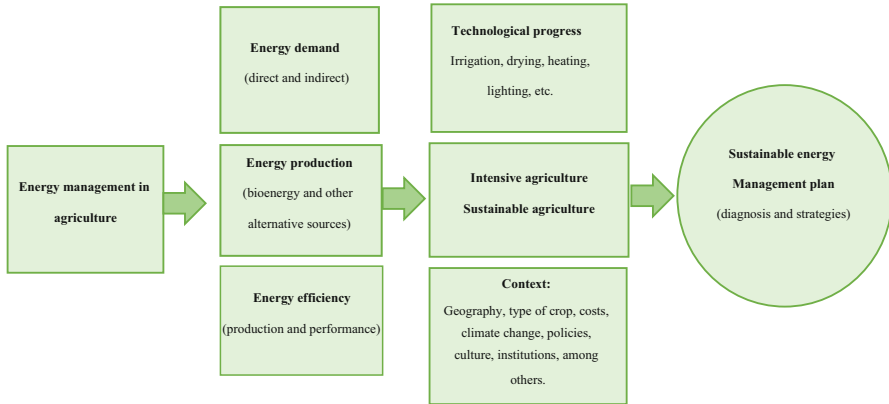 Energy management in
agriculture
Energy demand
(direct and indirect)
Energy production
(bioenergy and other
alternative sources)
Energy efficiency
(production and performance)
Technological progress
Irrigation, drying, heating,
lighting, etc.
Intensive agriculture
Sustainable agriculture
Context:
Geography, type of crop, costs,
climate change, policies,
culture, institutions, among
others.
Sustainable energy
Management plan
(diagnosis and strategies)